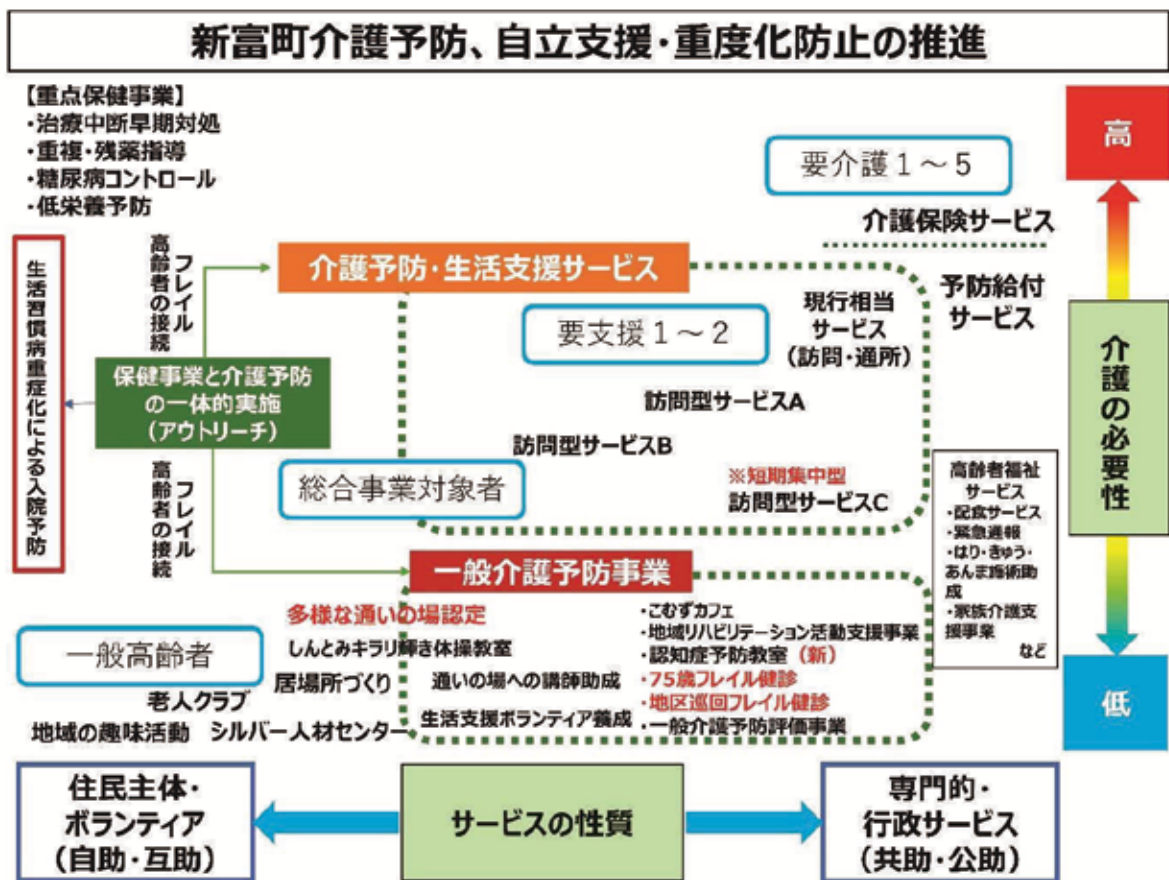 新富町介護予防、自立支援・重度化防止の推進
【重点保健事業】
・治療中断早期対処
・重複・残薬指導
・糖尿病コントロール
・低栄養予防
高
要介護１～５
介護保険サービス
生活習慣病重症化による入院予防
フレイル
高齢者の接続
介護予防・生活支援サービス
要支援１～２
現行相当
サービス
（訪問・通所）
予防給付
サービス
介護の必要性
保健事業と介護予防
の一体的実施
（アウトリーチ）
訪問型サービスA
訪問型サービスB
総合事業対象者
※短期集中型
訪問型サービスC
フレイル
高齢者の接続
高齢者福祉
サービス
・配食サービス
・緊急通報
・はり・きゅう・
あんま施術助
成
・家族介護支
援事業
など
一般介護予防事業
多様な通いの場認定
しんとみキラリ輝き体操教室
一般高齢者
居場所づくり
通いの場への講師助成
老人クラブ
生活支援ボランティア養成
地域の趣味活動
シルバー人材センター
・こむずカフェ
・地域リハビリテーション活動支援事業
・認知症予防教室（新）
・75歳フレイル健診
・地区巡回フレイル健診
・一般介護予防評価事業
低
住民主体・
ボランティア
（自助・互助）
サービスの性質
専門的・
行政サービス
（共助・公助）